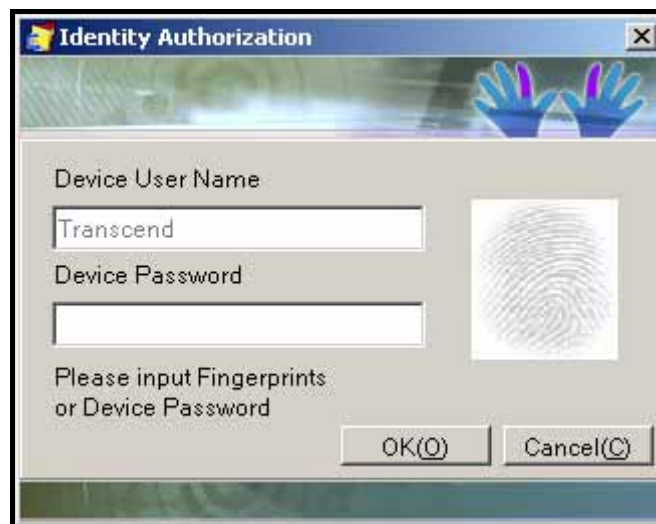 Identity Authorization
Device User Name
Transcend
Device Password
Please input Fingerprints
or Device Password
OK(O)
Cancel(C)